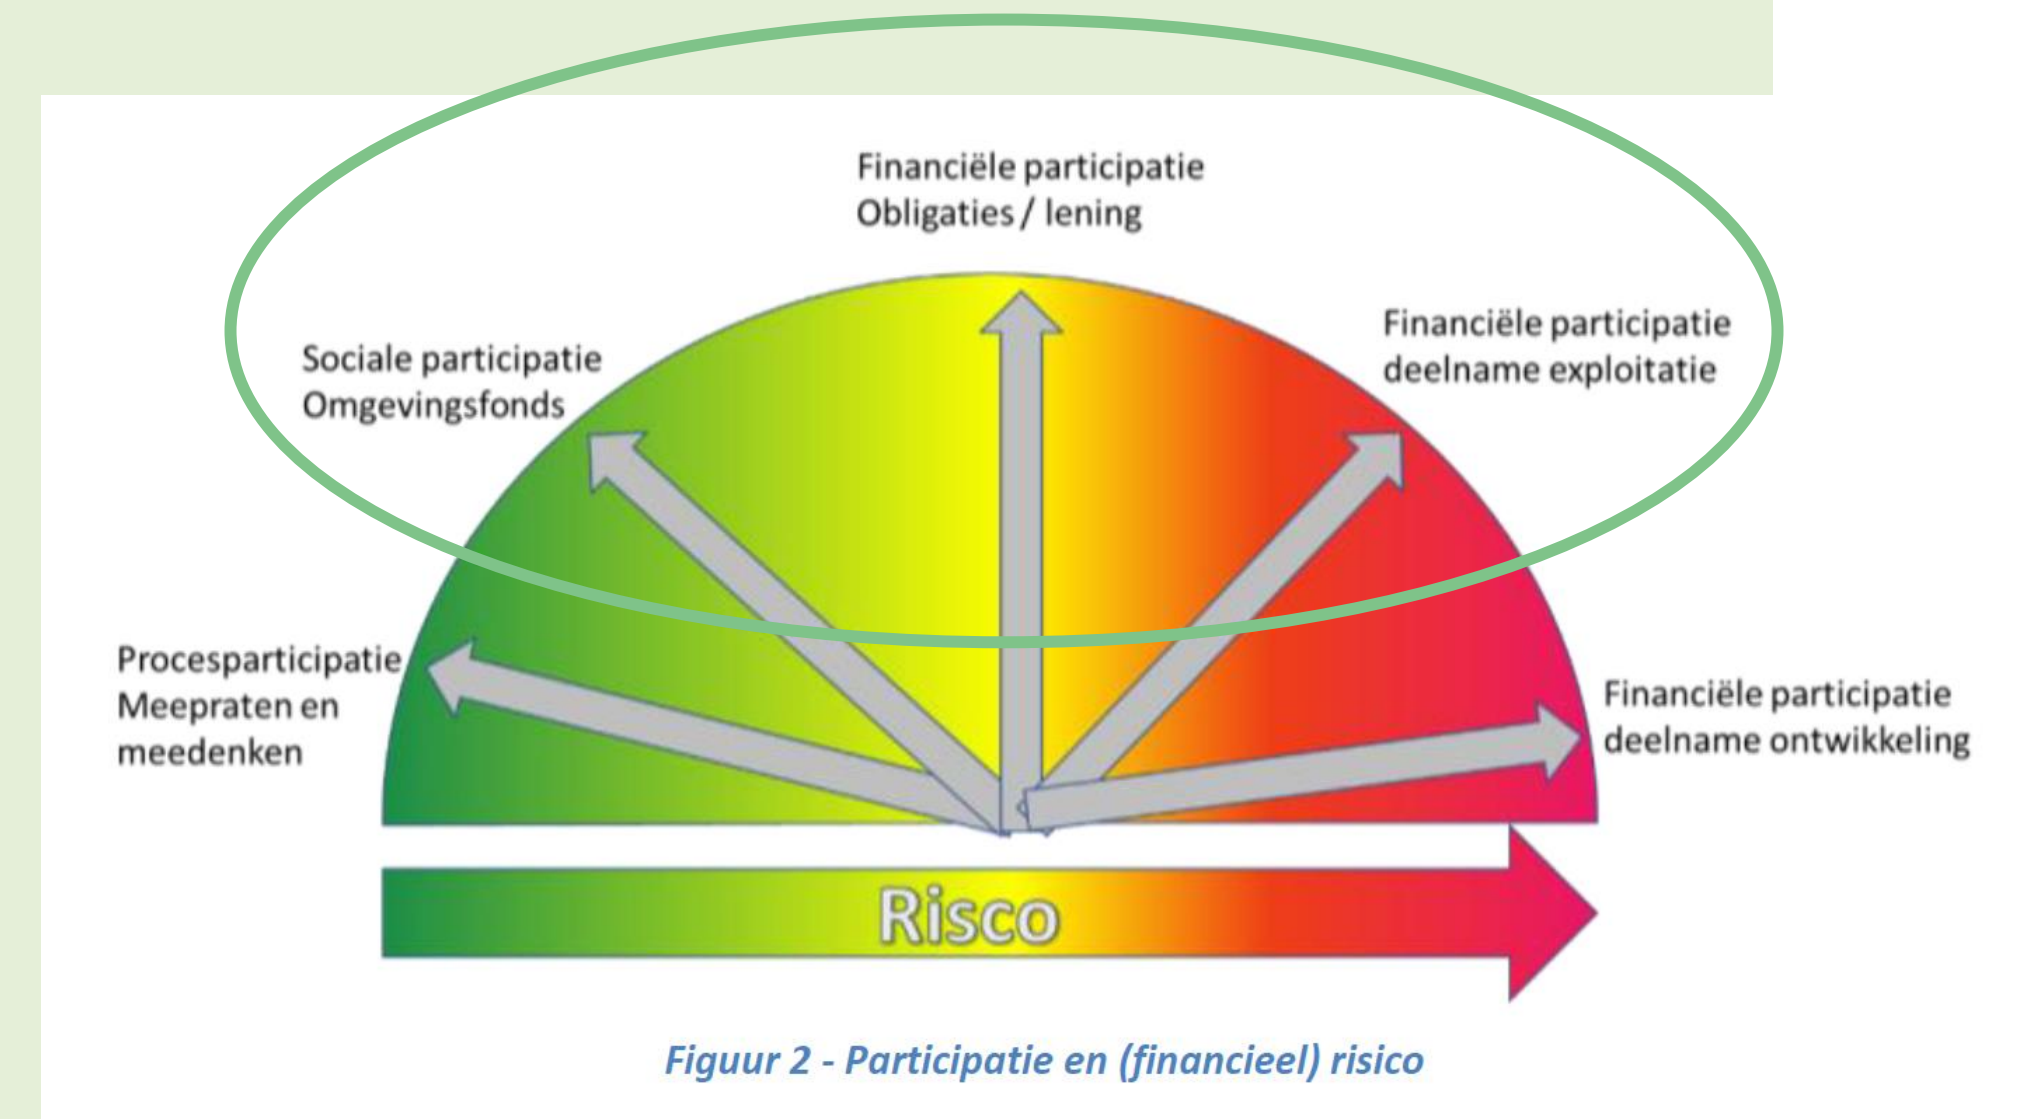 Financiële participatie
Obligaties / lening
Financiële participatie
deelname exploitatie
Sociale participatie
Omgevingsfonds
Procesparticipatie
Meepraten en
meedenken
Financiële participatie
deelname ontwikkeling
Risco
Figuur 2 - Participatie en (financieel) risico